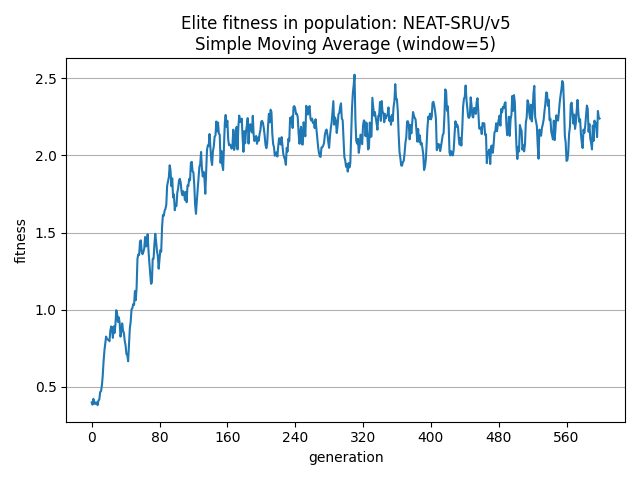 Elite fitness in population: NEAT-SRU/v5
Simple Moving Average (window=5)
fitness
2.5
2.0
1.5
1.0
0.5
0 80 160 240 320 400 480 560
generation